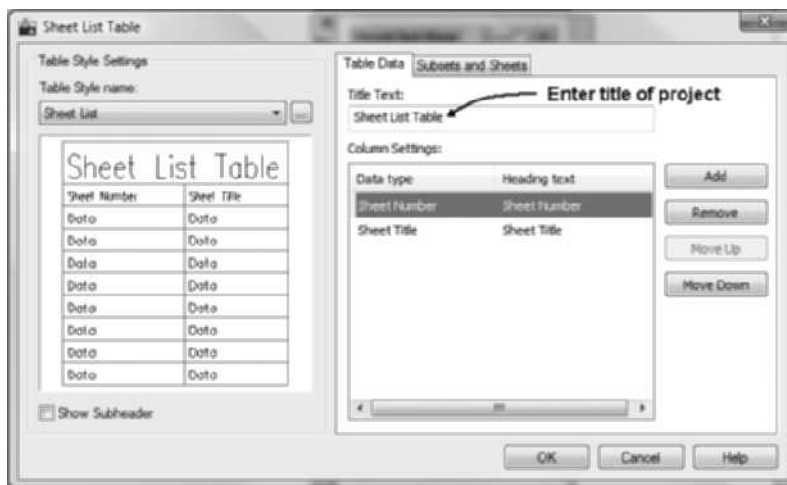 Sheet List Table
Table Style Settings
Table Style name:
Sheet List
...
Sheet List Table
Sheet Number Sheet Title
Data Data
Data Data
Data Data
Data Data
Data Data
Data Data
Data Data
Data Data
Show Subheader
Table Data Subsets and Sheets
Title Text:
Enter title of project
Sheet List Table
Column Settings:
Data type Heading text
Sheet Number Sheet Number
Sheet Title Sheet Title
Add
Remove
Move Up
Move Down
OK Cancel Help